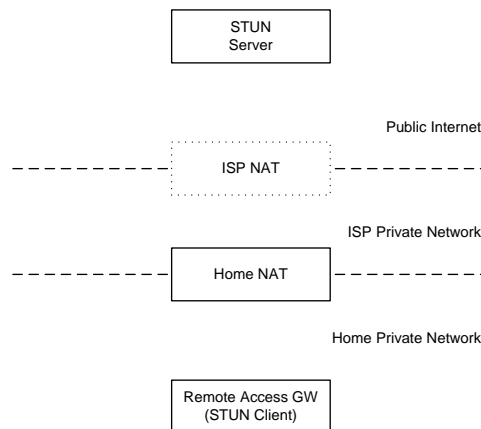 STUN
Server
Public Internet
ISP NAT
ISP Private Network
Home NAT
Home Private Network
Remote Access GW
(STUN Client)